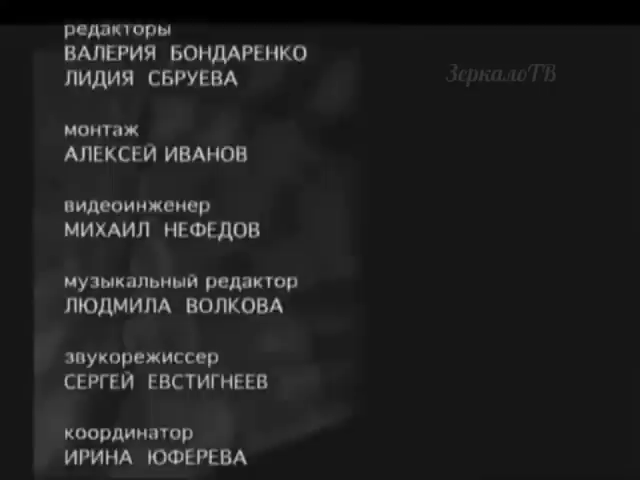 редакторы
ВАЛЕРИЯ БОНДАРЕНКО
ЛИДИЯ СБРУЕВА
ЗеркалоТВ
монтаж
АЛЕКСЕЙ ИВАНОВ
видеоинженер
МИХАИЛ НЕФЕДОВ
музыкальный редактор
ЛЮДМИЛА ВОЛКОВА
звукорежиссер
СЕРГЕЙ ЕВСТИГНЕЕВ
координатор
ИРИНА ЮФЕРЕВА